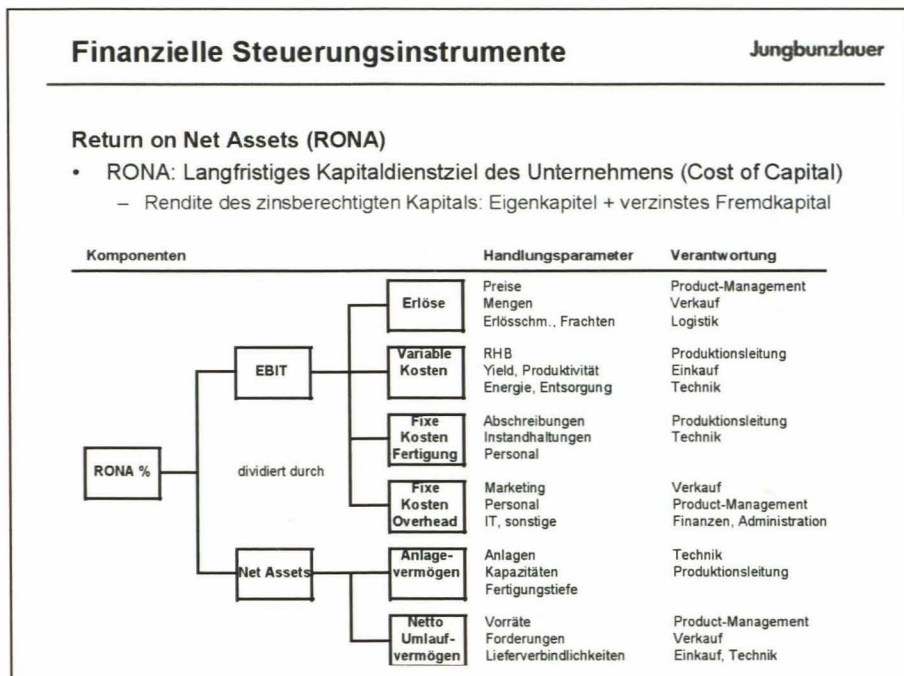 Finanzielle Steuerungsinstrumente
Jungbunzlauer
Return on Net Assets (RONA)
• RONA: Langfristiges Kapitaldienstziel des Unternehmens (Cost of Capital)
– Rendite des zinsberechtigten Kapitals: Eigenkapitel + verzinstes Fremdkapital
Komponenten Handlungsparameter Verantwortung
RONA %
EBIT
dividiert durch
Net Assets
Erlöse
Preise Product-Management
Mengen Verkauf
Erlösschm., Frachten Logistik
Variable
Kosten
RHB Produktionsleitung
Yield, Produktivität Einkauf
Energie, Entsorgung Technik
Fixe
Kosten
Fertigung
Abschreibungen Produktionsleitung
Instandhaltungen Technik
Personal
Fixe
Kosten
Overhead
Marketing Verkauf
Personal Product-Management
IT, sonstige Finanzen, Administration
Anlage-
vermögen
Anlagen Technik
Kapazitäten Produktionsleitung
Fertigungstiefe
Netto
Umlauf-
vermögen
Vorräte Product-Management
Forderungen Verkauf
Lieferverbindlichkeiten Einkauf, Technik